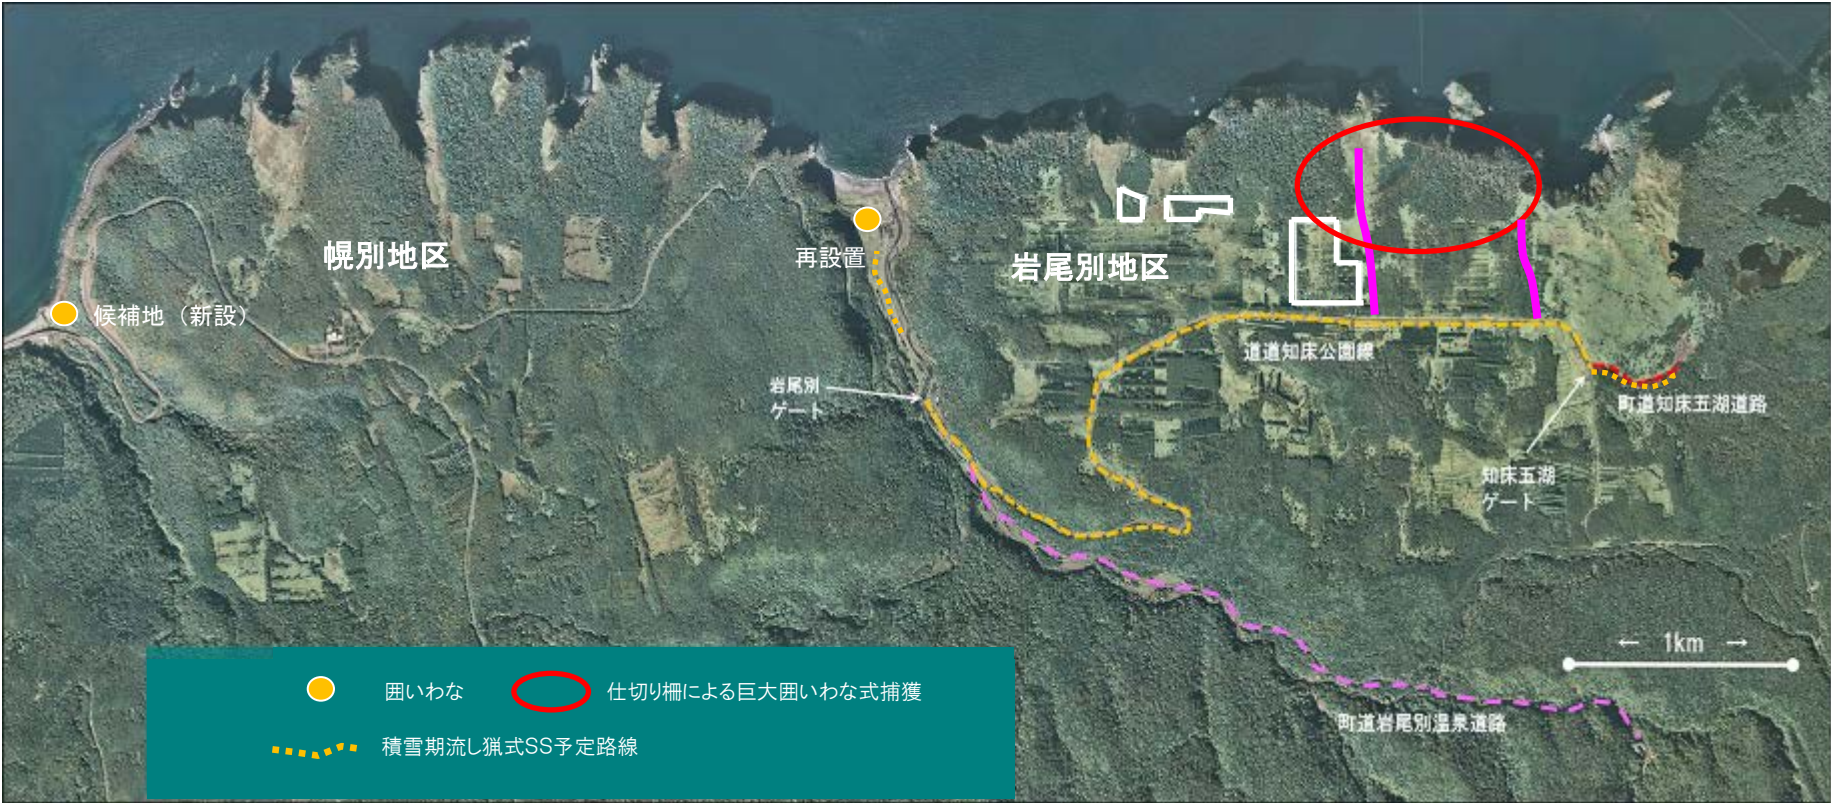 幌別地区
再設置
岩尾別地区
候補地（新設）
道道知床公園線
岩尾別
ゲート
町道知床五湖道路
知床五湖
ゲート
← 1km →
町道岩尾別温泉道路
囲いわな
仕切り柵による巨大囲いわな式捕獲
積雪期流し猟式SS予定路線